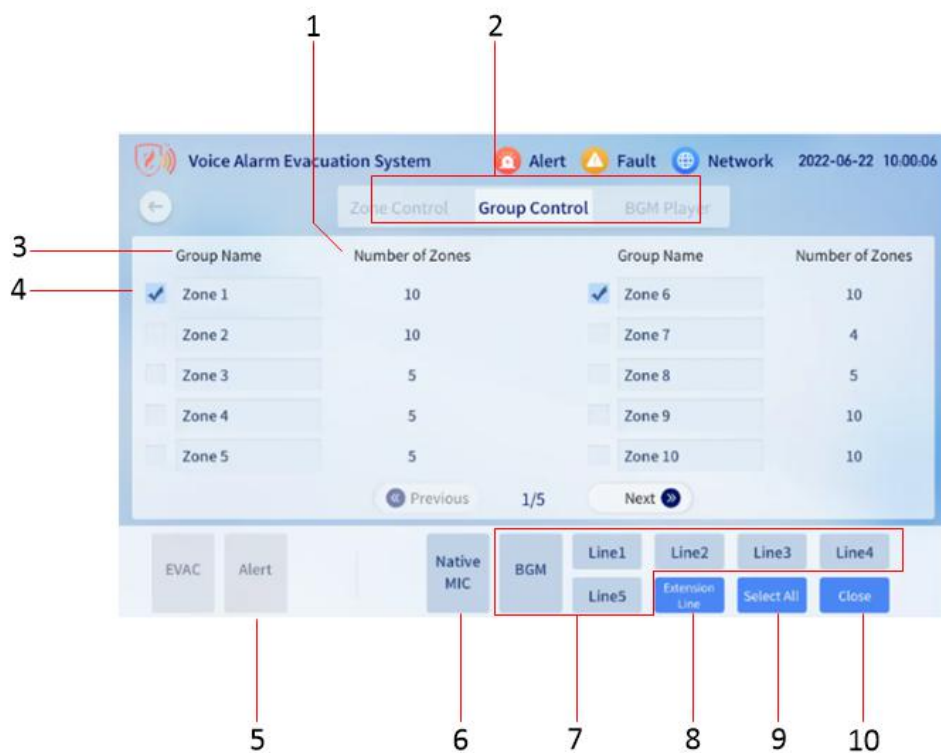 1
2
Voice Alarm Evacuation System Alert Fault Network 2022-06-22 10:00:06
Zone Control Group Control BGM Player
3 Group Name Number of Zones Group Name Number of Zones
4 Zone 1 10 Zone 6 10
Zone 2 10 Zone 7 4
Zone 3 5 Zone 8 5
Zone 4 5 Zone 9 10
Zone 5 5 Zone 10 10
Previous 1/5 Next
EVAC Alert Native MIC BGM Line1 Line2 Line3 Line4
Line5 Extension Line Select All Close
5 6 7 8 9 10